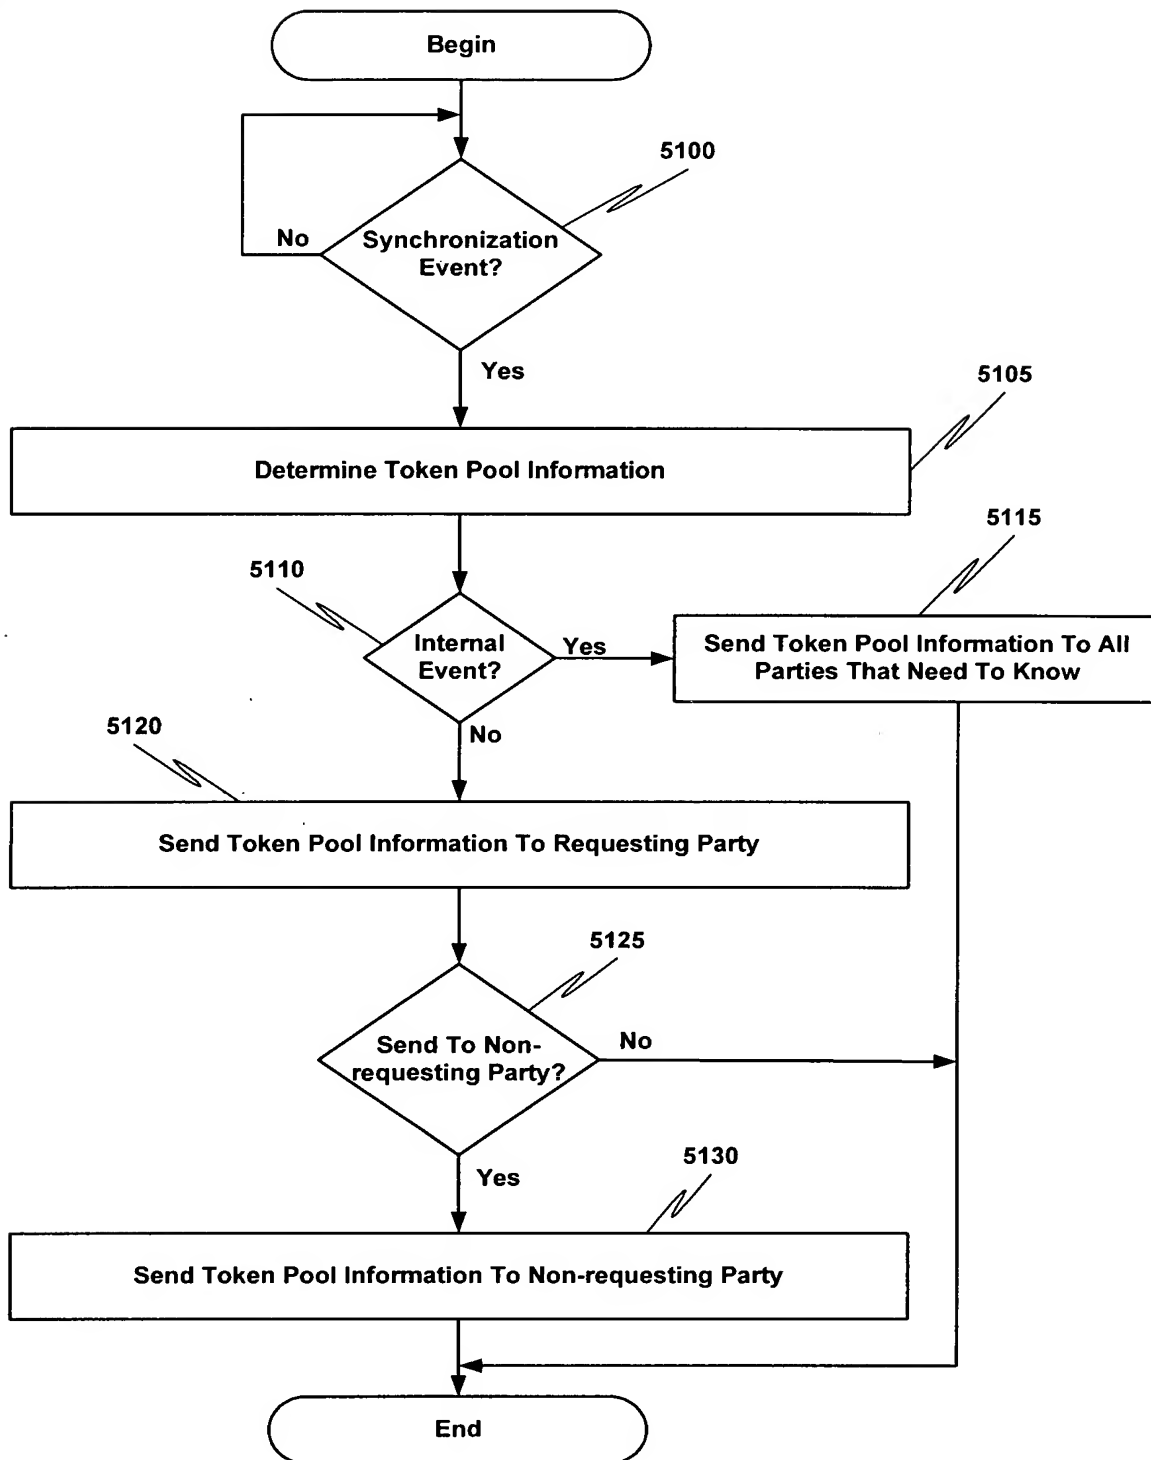 Begin
5100
No
Synchronization
Event?
Yes
5105
Determine Token Pool Information
5115
5110
Internal
Event?
Yes
Send Token Pool Information To All
Parties That Need To Know
No
5120
Send Token Pool Information To Requesting Party
5125
Send To Non-
requesting Party?
No
Yes
5130
Send Token Pool Information To Non-requesting Party
End